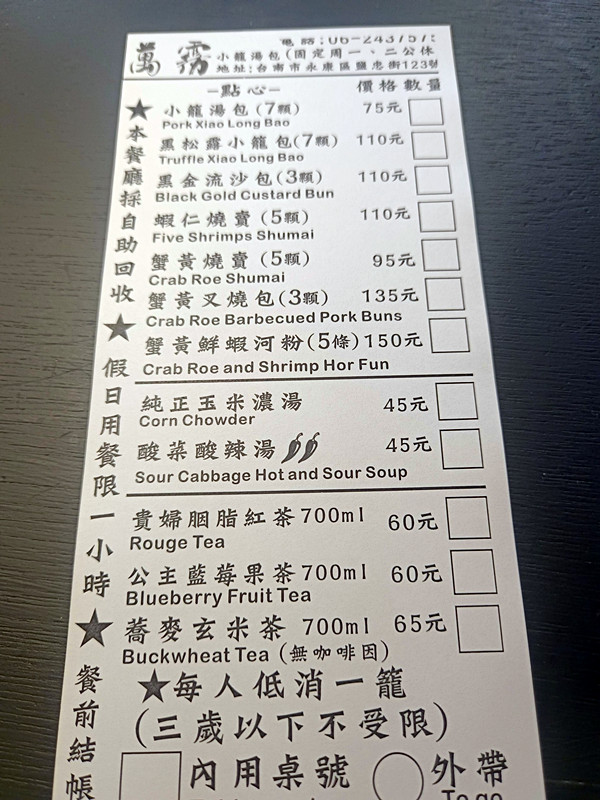 萬 霧
電話:06-243757
小籠湯包(固定周一、二公休
地址:台南市永康區鹽忠街123號
-點心- 價格 數量
小籠湯包(7顆) 75元
Pork Xiao Long Bao
黑松露小籠包(7顆) 110元
Truffle Xiao Long Bao
黑金流沙包(3顆) 110元
Black Gold Custard Bun
蝦仁燒賣 (5顆) 110元
Five Shrimps Shumai
蟹黃燒賣 (5顆) 95元
Crab Roe Shumai
蟹黃叉燒包(3顆) 135元
Crab Roe Barbecued Pork Buns
蟹黃鮮蝦河粉(5條) 150元
Crab Roe and Shrimp Hor Fun
純正玉米濃湯 45元
Corn Chowder
酸菜酸辣湯 45元
Sour Cabbage Hot and Sour Soup
貴婦胭脂紅茶700ml 60元
Rouge Tea
公主藍莓果茶700ml 60元
Blueberry Fruit Tea
蕎麥玄米茶 700ml 65元
Buckwheat Tea (無咖啡因)
★每人低消一籠
(三歲以下不受限)
內用桌號 外帶
To go
★本餐廳採自助回收★假日用餐限一小時★餐前結帳